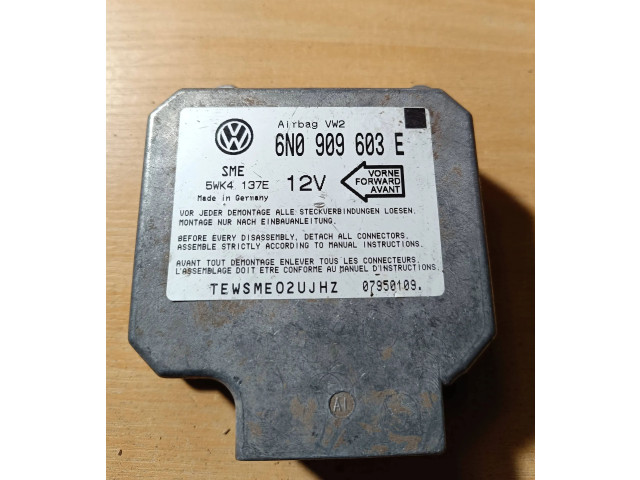 Airbag VW2
6N0 909 603 E
SME
5WK4 137E
12V
VORNE
FORWARD
AVANT
Made in Germany
VOR JEDER DEMONTAGE ALLE STECKVERBINDUNGEN LOESEN.
MONTAGE NUR NACH EINBAUANLEITUNG.
BEFORE EVERY DISASSEMBLY, DETACH ALL CONNECTORS.
ASSEMBLE STRICTLY ACCORDING TO MANUAL INSTRUCTIONS.
AVANT TOUT DEMONTAGE ENLEVER TOUS LES CONNECTEURS.
L'ASSEMBLAGE DOIT ETRE CONFORME AU MANUEL D'INSTRUCTIONS.
TEWSME02UJHZ 07950109.
A1